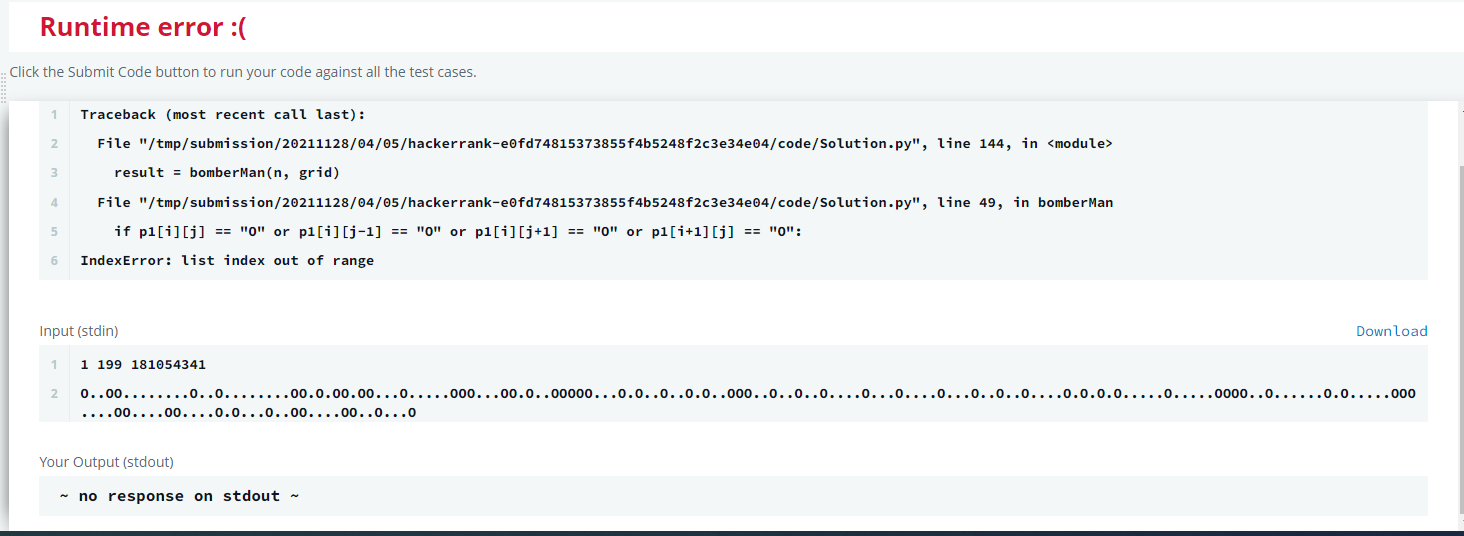 Runtime error :(
Click the Submit Code button to run your code against all the test cases.
1 Traceback (most recent call last):
2 File "/tmp/submission/20211128/04/05/hackerrank-e0fd74815373855f4b5248f2c3e34e04/code/Solution.py", line 144, in <module>
3 result = bomberMan(n, grid)
4 File "/tmp/submission/20211128/04/05/hackerrank-e0fd74815373855f4b5248f2c3e34e04/code/Solution.py", line 49, in bomberMan
5 if p1[i][j] == "O" or p1[i][j-1] == "O" or p1[i][j+1] == "O" or p1[i+1][j] == "O":
6 IndexError: list index out of range
Input (stdin)
Download
1 1 199 181054341
2 O..OO........O..O........OO.O.OO.OO...O.....OOO...OO.O..OOOOO...O.O..O..O.O..OOO..O..O..O....O...O....O...O..O..O....O.O.O.O.....O.....OOOO..O......O.O.....OOO
....OO....OO....O.O...O..OO....OO..O...O
Your Output (stdout)
~ no response on stdout ~